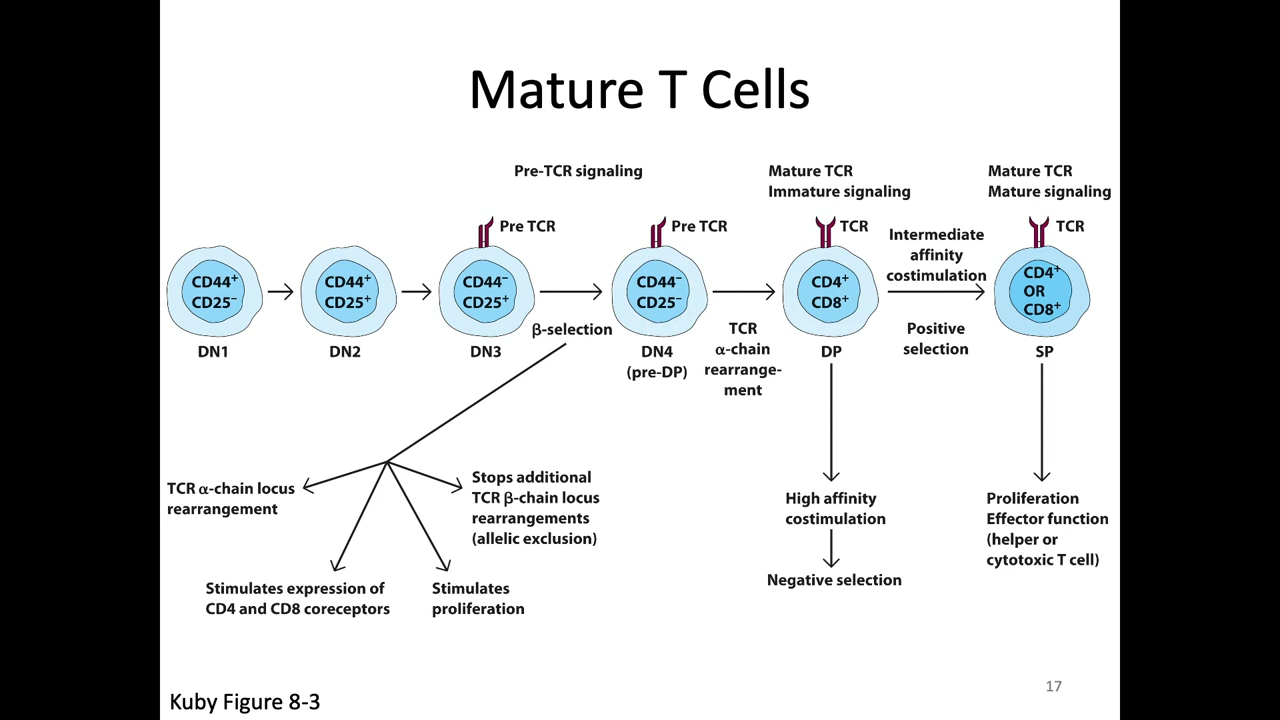 Mature T Cells
Pre-TCR signaling
Mature TCR
Immature signaling
Mature TCR
Mature signaling
Pre TCR
Pre TCR
TCR
TCR
Intermediate
affinity
costimulation
CD44⁺
CD25⁻
CD44⁺
CD25⁺
CD44⁻
CD25⁺
CD44⁻
CD25⁻
CD4⁺
CD8⁺
CD4⁺
OR
CD8⁺
β-selection
TCR
α-chain
rearrange-
ment
Positive
selection
DN1
DN2
DN3
DN4
(pre-DP)
DP
SP
TCR α-chain locus
rearrangement
Stops additional
TCR β-chain locus
rearrangements
(allelic exclusion)
Stimulates expression of
CD4 and CD8 coreceptors
Stimulates
proliferation
High affinity
costimulation
Negative selection
Proliferation
Effector function
(helper or
cytotoxic T cell)
17
Kuby Figure 8-3